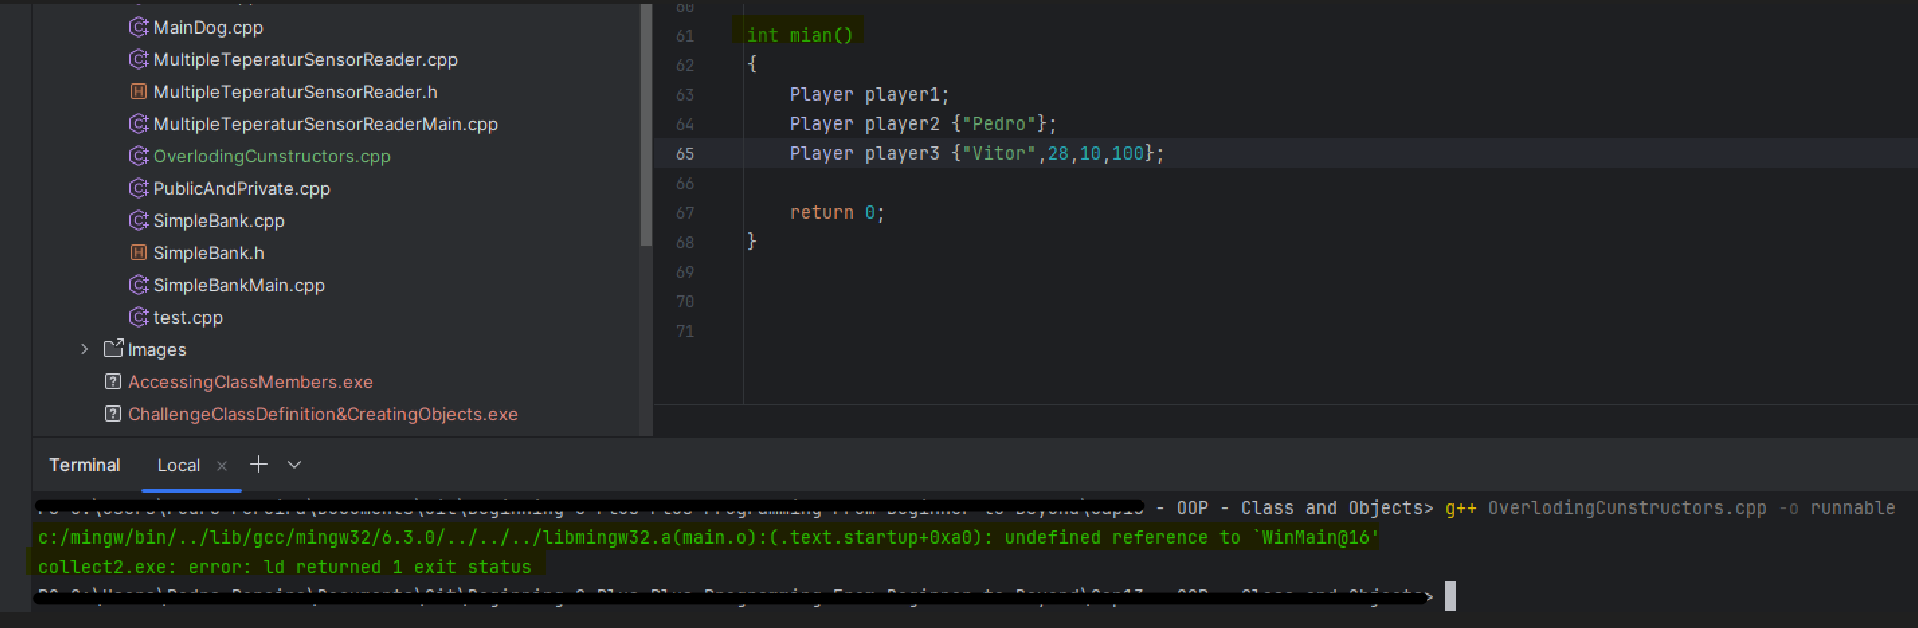 MainDog.cpp
MultipleTeperaturSensorReader.cpp
MultipleTeperaturSensorReader.h
MultipleTeperaturSensorReaderMain.cpp
OverlodingCunstructors.cpp
PublicAndPrivate.cpp
SimpleBank.cpp
SimpleBank.h
SimpleBankMain.cpp
test.cpp
Images
AccessingClassMembers.exe
ChallengeClassDefinition&CreatingObjects.exe
60
61 int mian()
62 {
63 Player player1;
64 Player player2 {"Pedro"};
65 Player player3 {"Vitor",28,10,100};
66
67 return 0;
68 }
69
70
71
Terminal Local
- OOP - Class and Objects> g++ OverlodingCunstructors.cpp -o runnable
c:/mingw/bin/../lib/gcc/mingw32/6.3.0/../../../libmingw32.a(main.o):(.text.startup+0xa0): undefined reference to `WinMain@16'
collect2.exe: error: ld returned 1 exit status
>